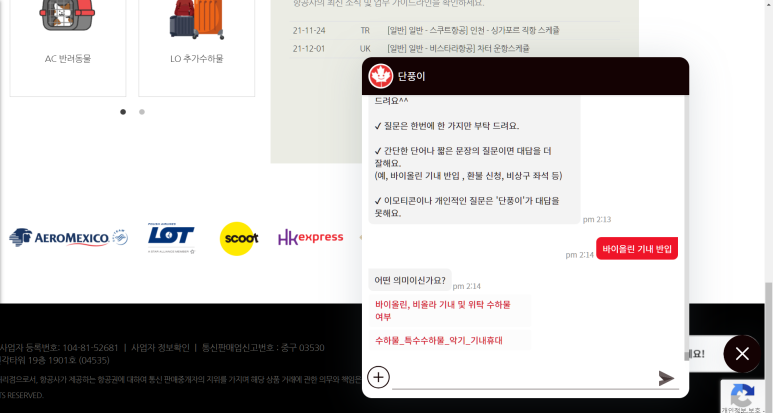 항공사의 최신 소식 및 업무 가이드라인을 확인하세요.
21-11-24 TR [일반] 일반 - 스쿠트항공] 인천 - 싱가포르 직항 스케쥴
21-12-01 UK [일반] 일반 - 비스타라항공] 차터 운항스케쥴
AC 반려동물
LO 추가수하물
단풍이
드려요^^
✓ 질문은 한번에 한 가지만 부탁 드려요.
✓ 간단한 단어나 짧은 문장의 질문이면 대답을 더
잘해요.
(예, 바이올린 기내 반입 , 환불 신청, 비상구 좌석 등)
✓ 이모티콘이나 개인적인 질문은 '단풍이'가 대답을
못해요.
pm 2:13
pm 2:14 바이올린 기내 반입
어떤 의미이신가요? pm 2:14
바이올린, 비올라 기내 및 위탁 수하물
여부
수하물_특수수하물_악기_기내휴대
AEROMEXICO
LOT
scoot
hk express
사업자 등록번호: 104-81-52681 | 사업자 정보확인 | 통신판매업신고번호 : 중구 03530
타워 19층 1901호 (04535)
로서, 항공사가 제공하는 항공권에 대하여 통신 판매중개자의 지위를 가지며 해당 상품 거래에 관한 의무와 책임은
TS RESERVED.
요!
개인정보 보호